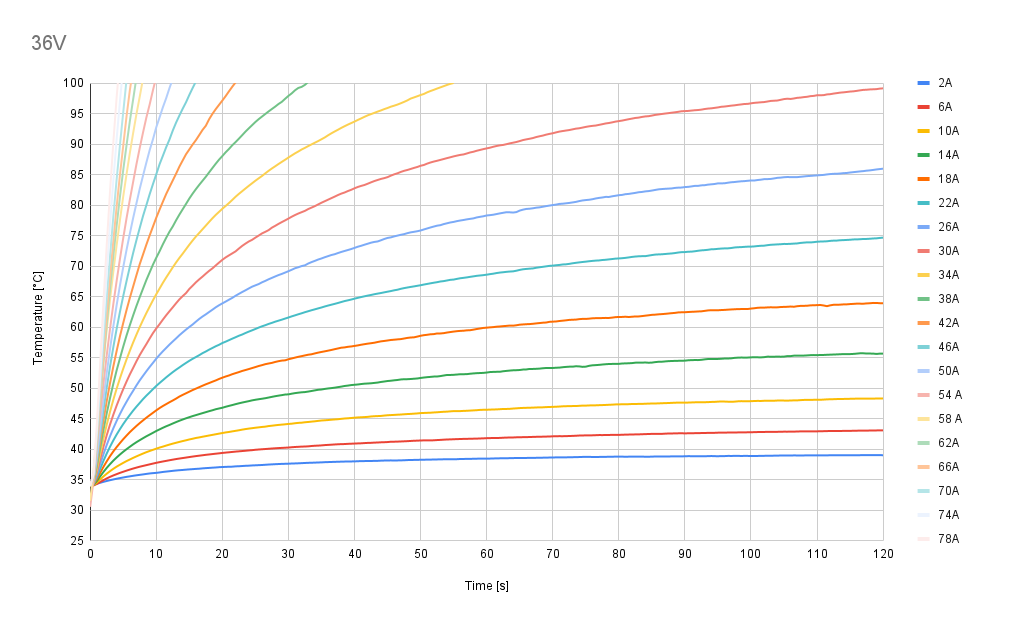 36V
100
95
90
85
80
75
70
65
60
55
50
45
40
35
30
25
Temperature [°C]
0 10 20 30 40 50 60 70 80 90 100 110 120
Time [s]
2A
6A
10A
14A
18A
22A
26A
30A
34A
38A
42A
46A
50A
54 A
58 A
62A
66A
70A
74A
78A